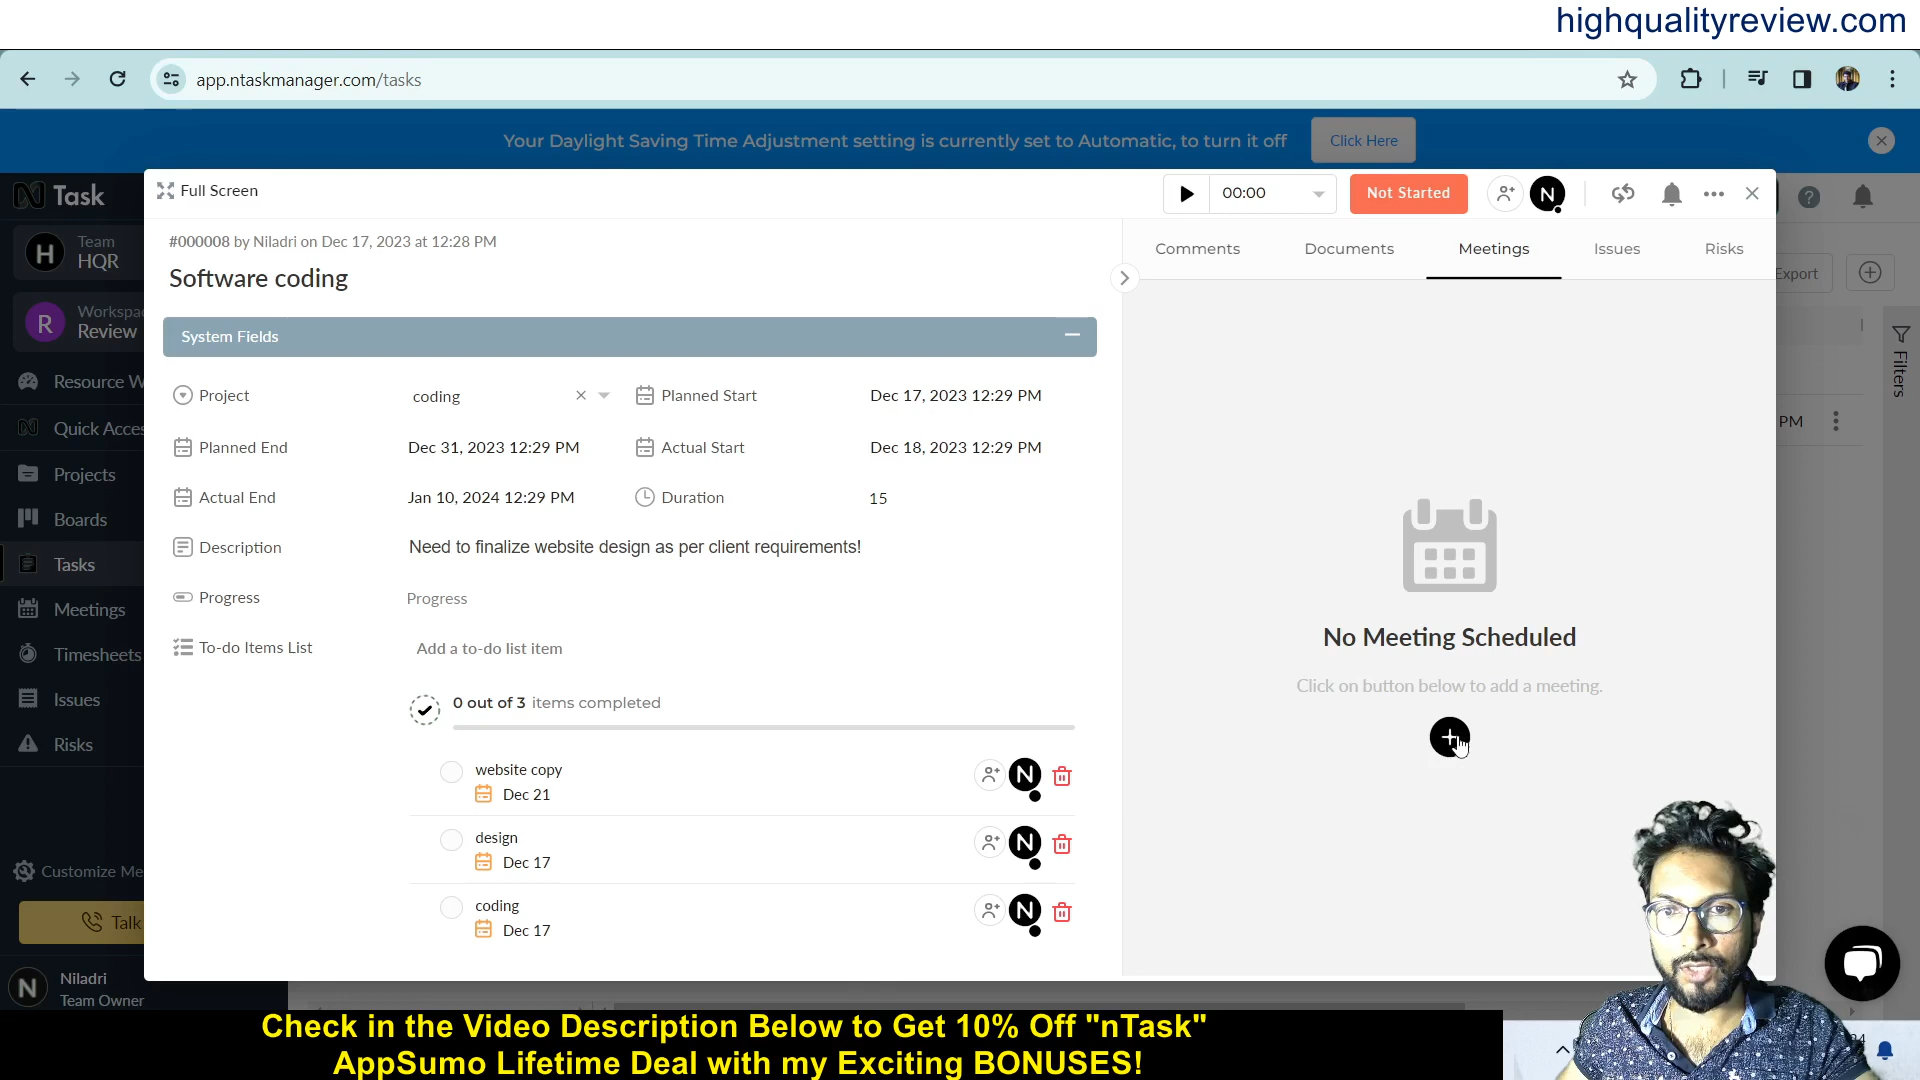 highqualityreview.com
app.ntaskmanager.com/tasks
Your Daylight Saving Time Adjustment setting is currently set to Automatic, to turn it off
Click Here
N Task
Full Screen
00:00
Not Started
N
H
Team
HQR
#000008 by Niladri on Dec 17, 2023 at 12:28 PM
Software coding
Comments
Documents
Meetings
Issues
Risks
Export
R
Workspa
Review
System Fields
Filters
Resource W
Project
coding
Planned Start
Dec 17, 2023 12:29 PM
PM
Quick Acces
Planned End
Dec 31, 2023 12:29 PM
Actual Start
Dec 18, 2023 12:29 PM
Projects
Actual End
Jan 10, 2024 12:29 PM
Duration
15
Boards
Description
Need to finalize website design as per client requirements!
Tasks
Progress
Progress
Meetings
To-do Items List
Add a to-do list item
No Meeting Scheduled
Click on button below to add a meeting.
Timesheets
Issues
0 out of 3 items completed
Risks
website copy
Dec 21
N
design
Dec 17
N
coding
Dec 17
N
Customize Me
Talk
N
Niladri
Team Owner
Check in the Video Description Below to Get 10% Off "nTask"
AppSumo Lifetime Deal with my Exciting BONUSES!